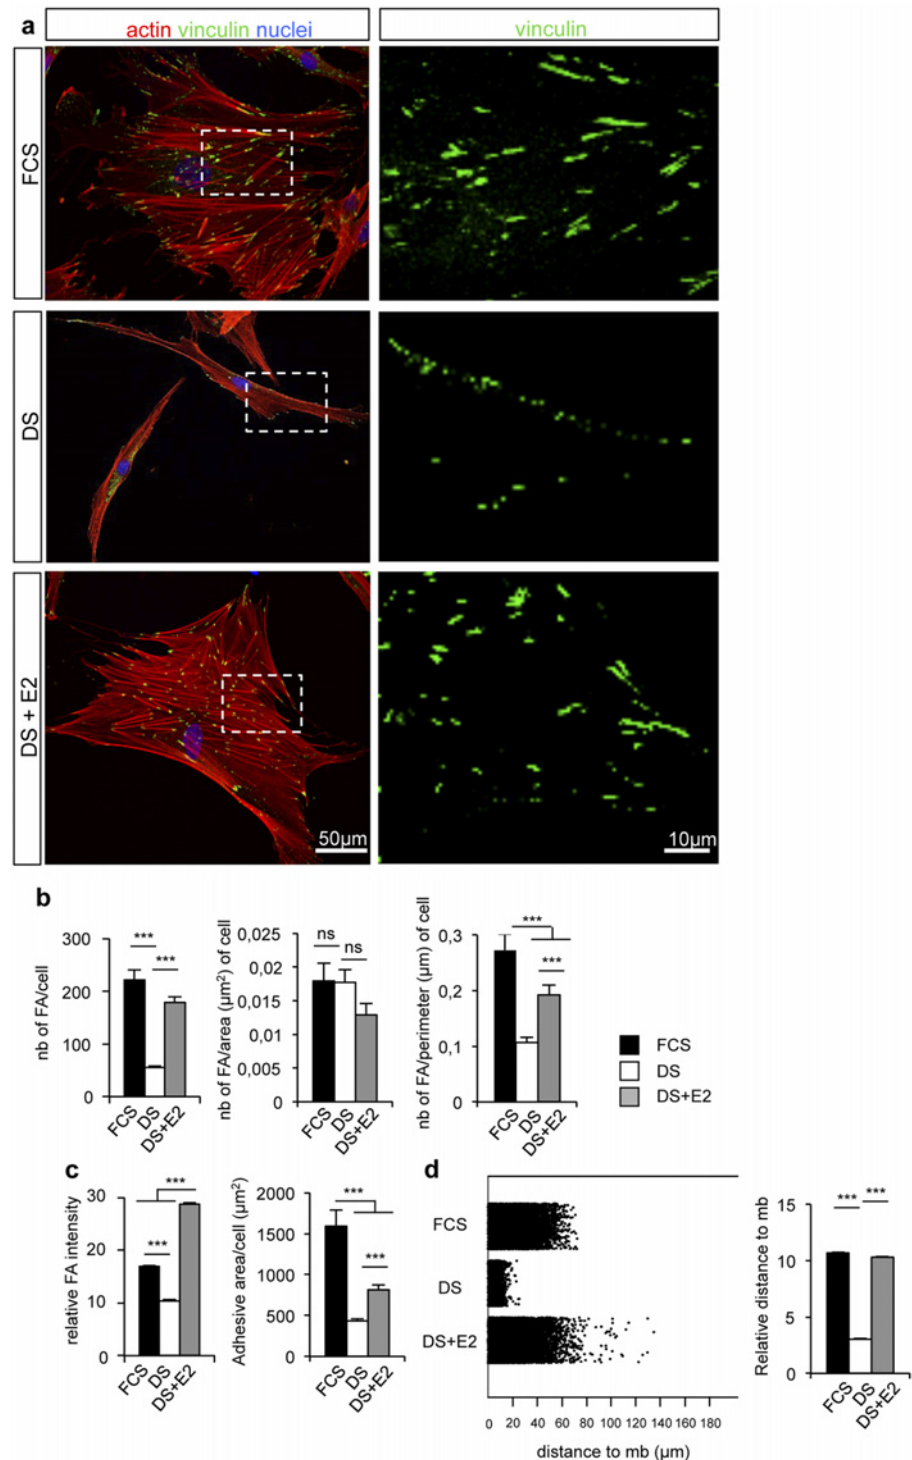 a
actin vinculin nuclei
vinculin
FCS
DS
DS + E2
50µm
10µm
b
nb of FA/cell
300
200
100
0
***
***
FCS
DS
DS+E2
nb of FA/area (µm²) of cell
0,025
0,02
0,015
0,01
0,005
0
ns
ns
FCS
DS
DS+E2
nb of FA/perimeter (µm) of cell
0,3
0,2
0,1
0
***
***
FCS
DS
DS+E2
FCS
DS
DS+E2
c
relative FA intensity
30
20
10
0
***
***
FCS
DS
DS+E2
Adhesive area/cell (µm²)
2000
1500
1000
500
0
***
***
FCS
DS
DS+E2
d
FCS
DS
DS+E2
0 20 40 60 80 100 120 140 160 180
distance to mb (µm)
Relative distance to mb
15
10
5
0
***
***
FCS
DS
DS+E2